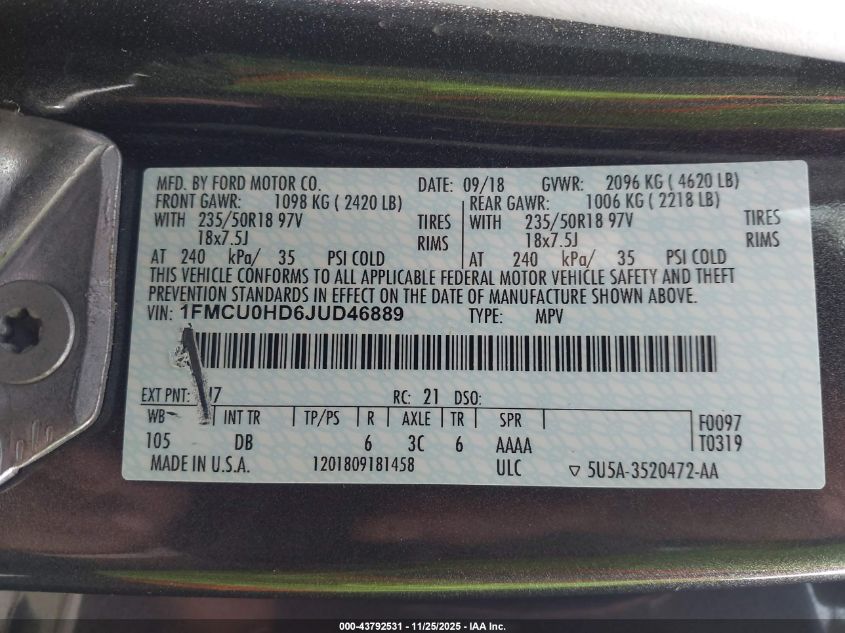 MFD. BY FORD MOTOR CO. DATE: 09/18 GVWR: 2096 KG ( 4620 LB)
FRONT GAWR: 1098 KG ( 2420 LB) REAR GAWR: 1006 KG ( 2218 LB)
WITH 235/50R18 97V TIRES WITH 235/50R18 97V TIRES
18x7.5J RIMS 18x7.5J RIMS
AT 240 kPa/ 35 PSI COLD AT 240 kPa/ 35 PSI COLD
THIS VEHICLE CONFORMS TO ALL APPLICABLE FEDERAL MOTOR VEHICLE SAFETY AND THEFT
PREVENTION STANDARDS IN EFFECT ON THE DATE OF MANUFACTURE SHOWN ABOVE.
VIN: 1FMCU0HD6JUD46889 TYPE: MPV
EXT PNT: RC: 21 DSO:
WB INT TR TP/PS R AXLE TR SPR F0097
105 DB 6 3C 6 AAAA T0319
MADE IN U.S.A. 1201809181458 ULC ▽ 5U5A-3520472-AA
000-43792531 - 11/25/2025 - IAA Inc.